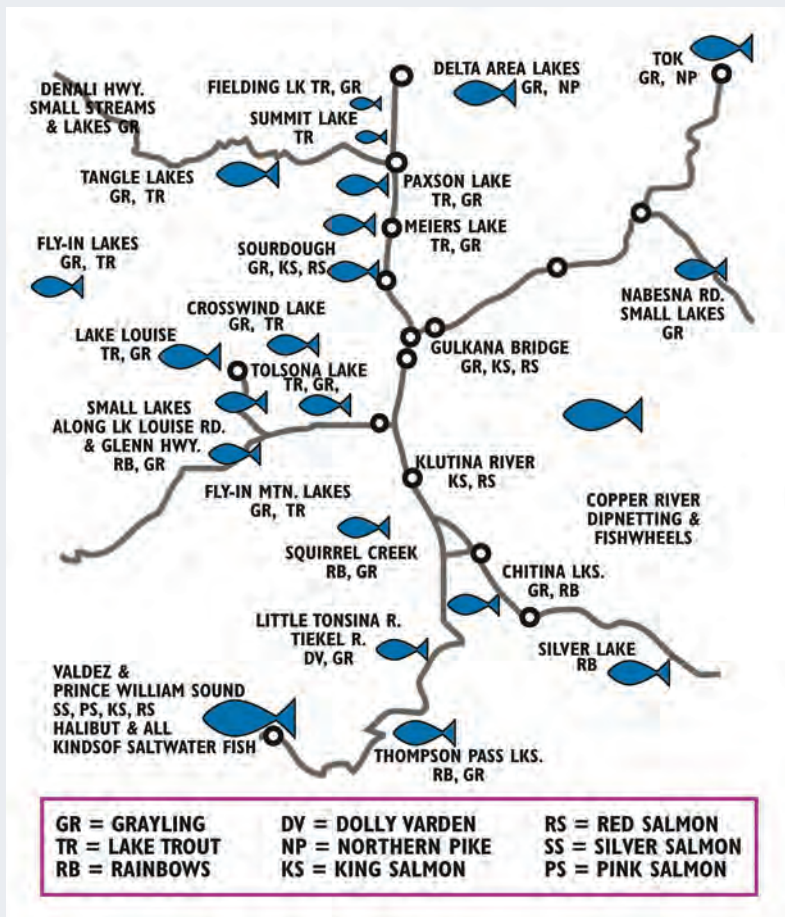 DENALI HWY.
SMALL STREAMS
& LAKES GR
FIELDING LK TR, GR
SUMMIT LAKE
TR
DELTA AREA LAKES
GR, NP
TOK
GR, NP
TANGLE LAKES
GR, TR
PAXSON LAKE
TR, GR
MEIERS LAKE
TR, GR
SOURDOUGH
GR, KS, RS
FLY-IN LAKES
GR, TR
NABESNA RD.
SMALL LAKES
GR
CROSSWIND LAKE
GR, TR
LAKE LOUISE
TR, GR
TOLSONA LAKE
TR, GR,
GULKANA BRIDGE
GR, KS, RS
SMALL LAKES
ALONG LK LOUISE RD.
& GLENN HWY.
RB, GR
KLUTINA RIVER
KS, RS
FLY-IN MTN. LAKES
GR, TR
COPPER RIVER
DIPNETTING &
FISHWHEELS
SQUIRREL CREEK
RB, GR
CHITINA LKS.
GR, RB
LITTLE TONSINA R.
TIEKEL R.
DV, GR
SILVER LAKE
RB
VALDEZ &
PRINCE WILLIAM SOUND
SS, PS, KS, RS
HALIBUT & ALL
KINDSOF SALTWATER FISH
THOMPSON PASS LKS.
RB, GR
GR = GRAYLING
TR = LAKE TROUT
RB = RAINBOWS
DV = DOLLY VARDEN
NP = NORTHERN PIKE
KS = KING SALMON
RS = RED SALMON
SS = SILVER SALMON
PS = PINK SALMON